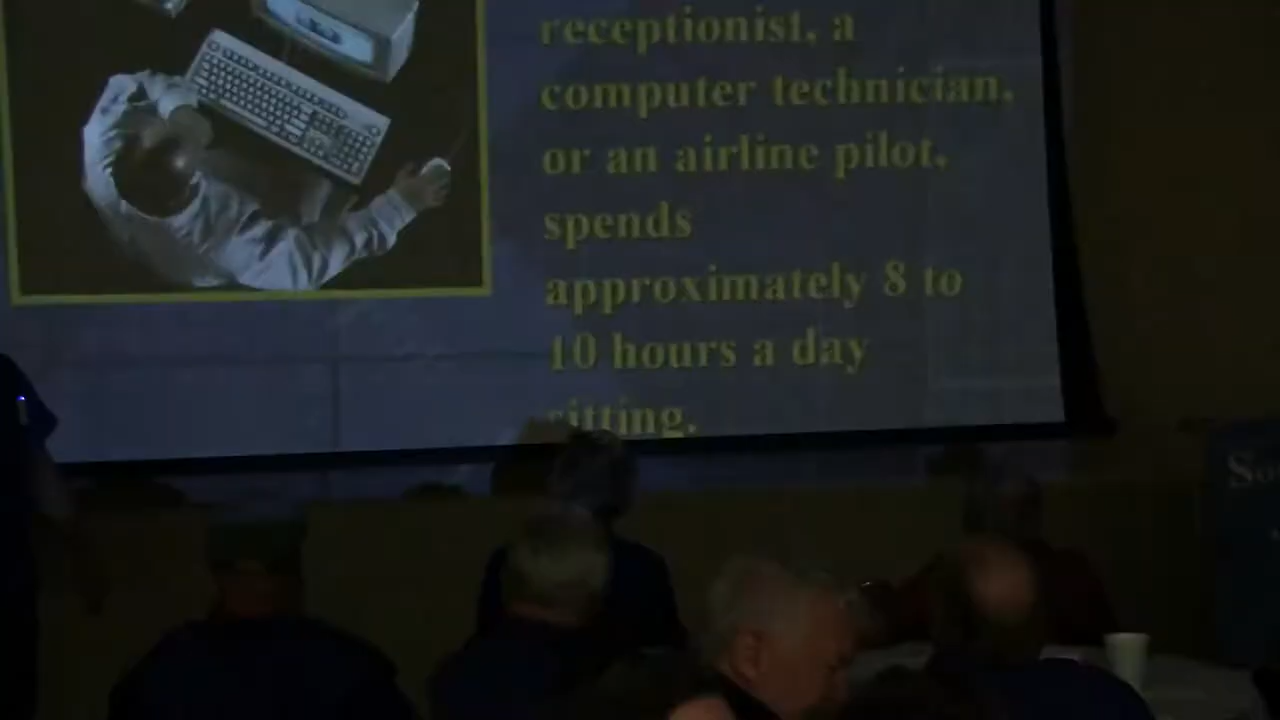 receptionist, a
computer technician,
or an airline pilot,
spends
approximately 8 to
10 hours a day
sitting.